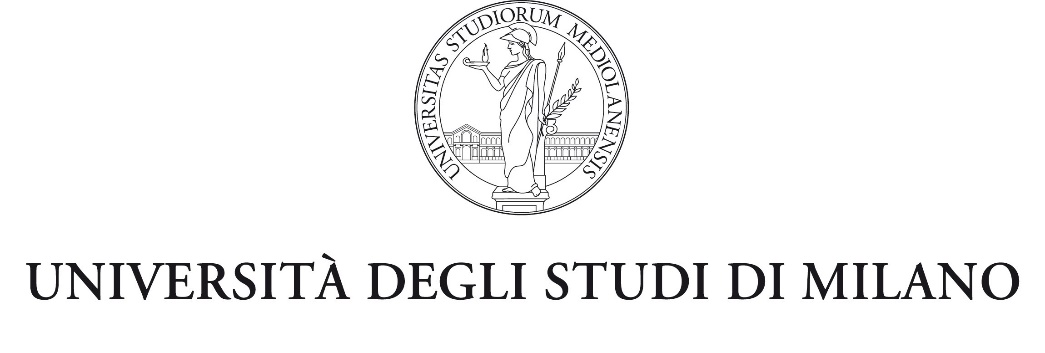 UNIVERSITAS STUDIORUM MEDIOLANENSIS
UNIVERSITÀ DEGLI STUDI DI MILANO